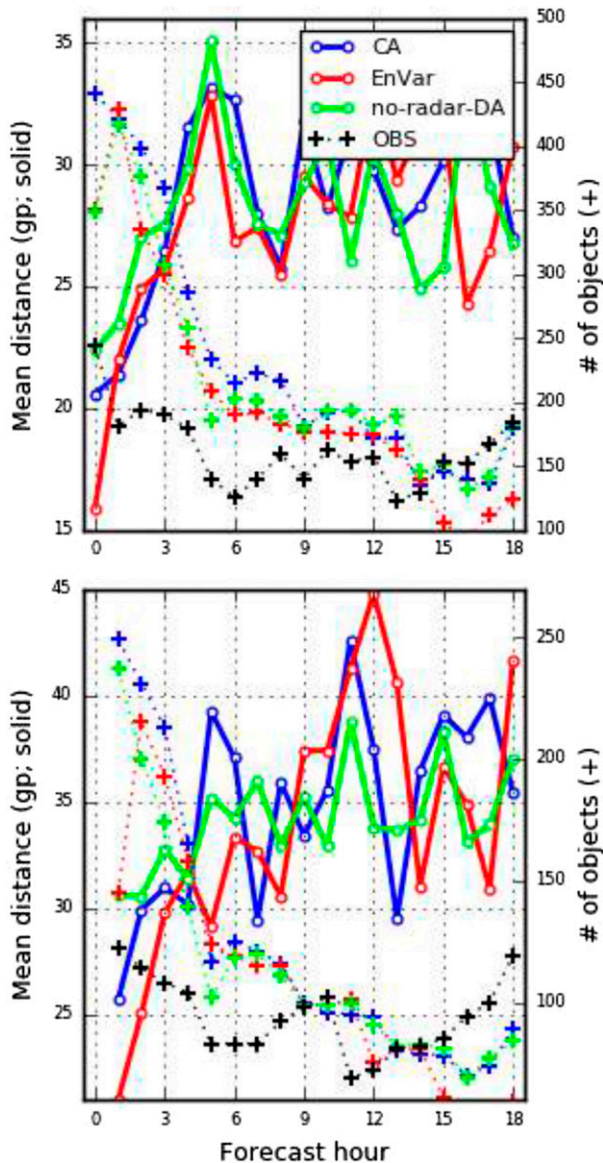 35
30
25
20
15
Mean distance (gp; solid)
500
450
400
350
300
250
200
150
100
# of objects (+)
CA
EnVar
no-radar-DA
OBS
0 3 6 9 12 15 18
45
40
35
30
25
Mean distance (gp; solid)
250
200
150
100
# of objects (+)
0 3 6 9 12 15 18
Forecast hour